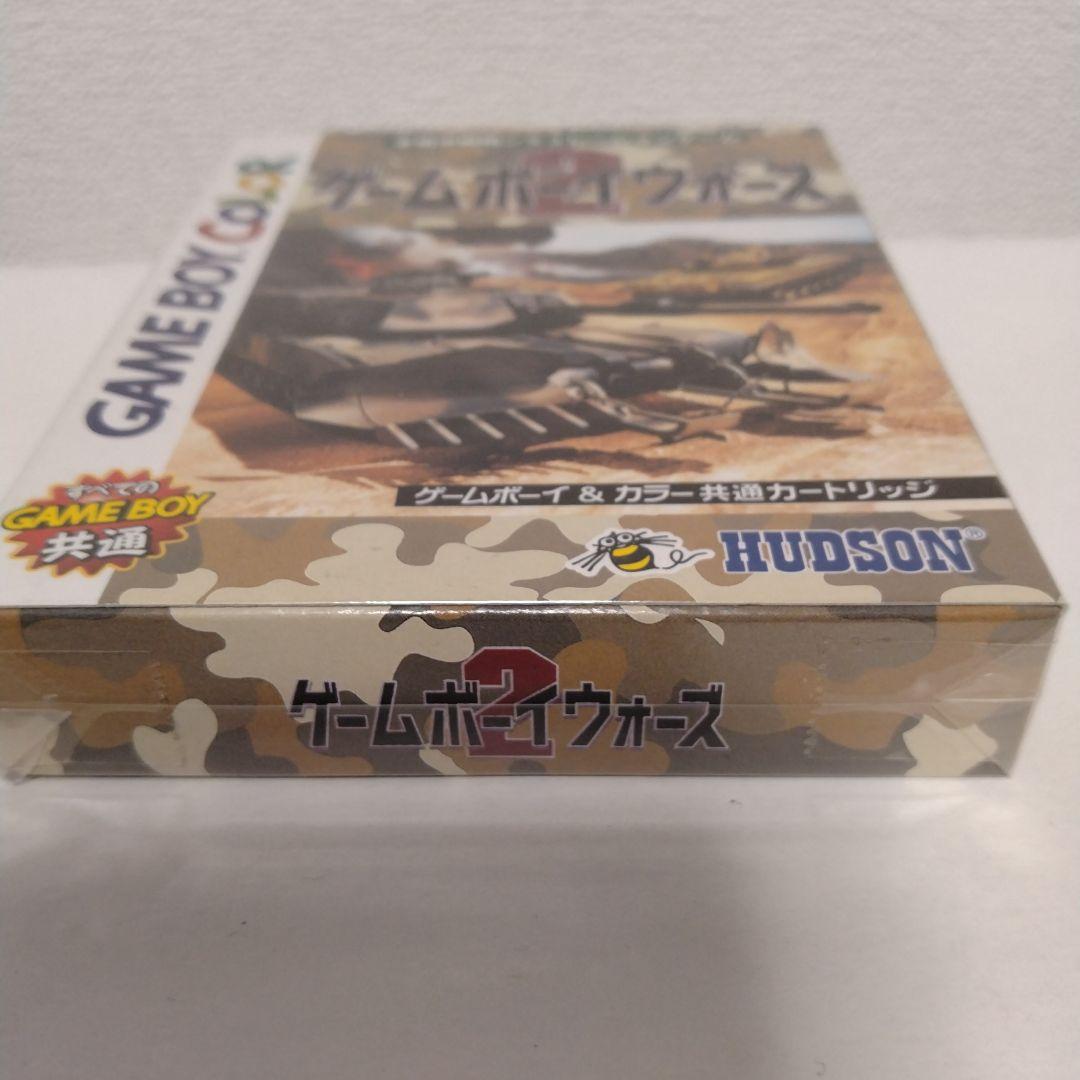 GAME BOY COLOR
ゲームボーイウォーズ
2
ゲームボーイ & カラー共通カートリッジ
すべての
GAME BOY
共通
HUDSON®
ゲームボーイウォーズ
2